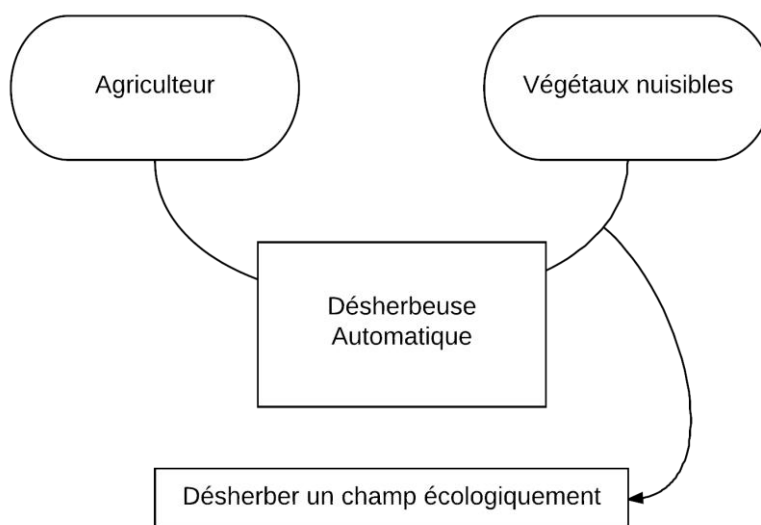 Agriculteur
Végétaux nuisibles
Désherbeuse
Automatique
Désherber un champ écologiquement